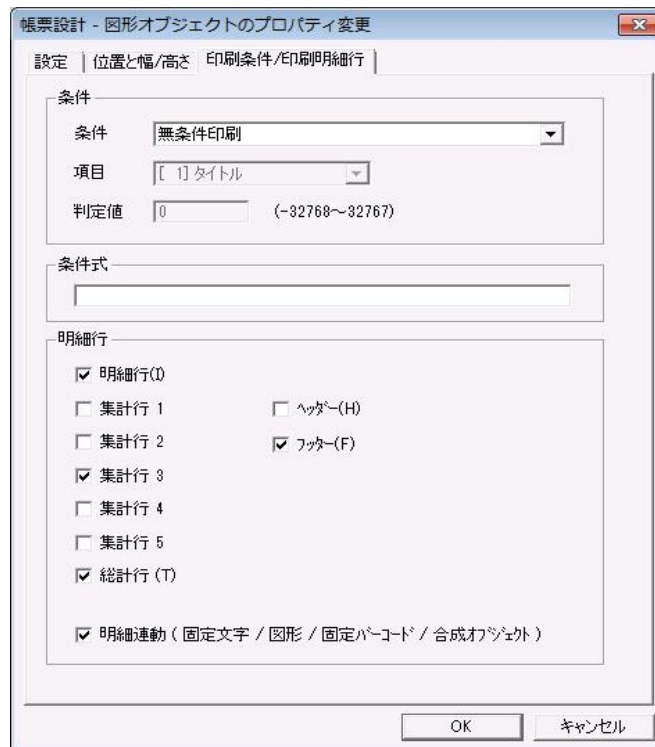 帳票設計 - 図形オブジェクトのプロパティ変更
設定 位置と幅/高さ 印刷条件/印刷明細行
条件
条件 無条件印刷
項目 [ 1] タイトル
判定値 0 (-32768～32767)
条件式
明細行
明細行(I)
集計行 1 ヘッダー(H)
集計行 2 フッター(F)
集計行 3
集計行 4
集計行 5
総計行 (T)
明細連動 ( 固定文字 / 図形 / 固定バーコード / 合成オブジェクト )
OK キャンセル